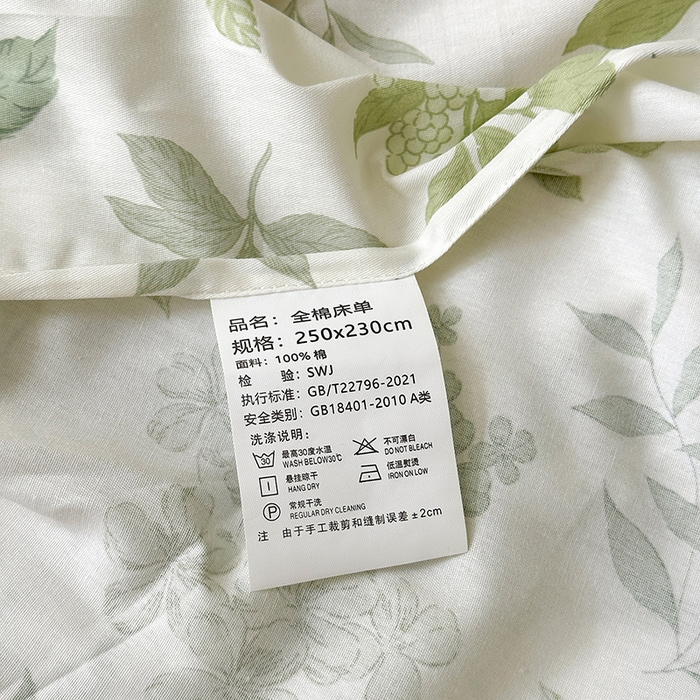 品名：全棉床单
规格：250x230cm
面料：100% 棉
检 验：SWJ
执行标准：GB/T22796-2021
安全类别：GB18401-2010 A类
洗涤说明：
30 最高30度水温 不可漂白
WASH BELOW30℃ DO NOT BLEACH
悬挂晾干 低温熨烫
HANG DRY IRON ON LOW
P 常规干洗
REGULAR DRY CLEANING
注 由于手工裁剪和缝制误差±2cm